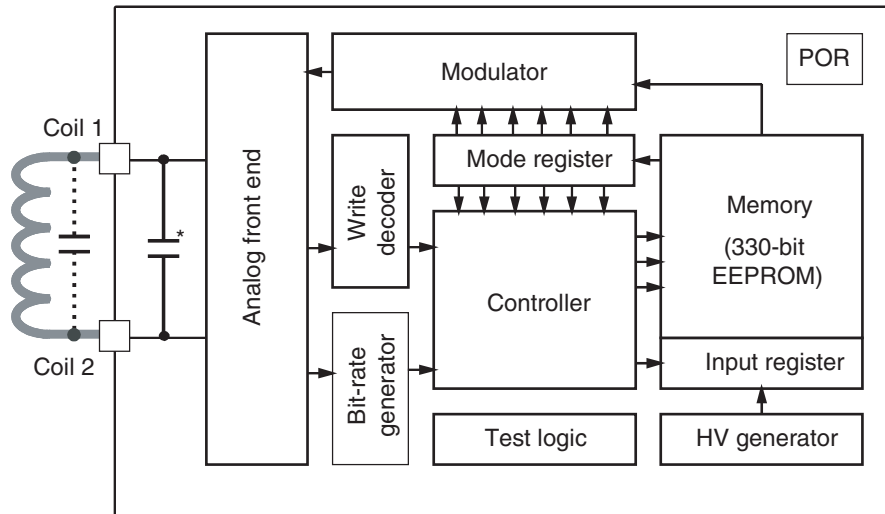 POR
Modulator
Coil 1
Mode register
*
Analog front end
Write
decoder
Memory
(330-bit
EEPROM)
Controller
Coil 2
Bit-rate
generator
Input register
Test logic
HV generator